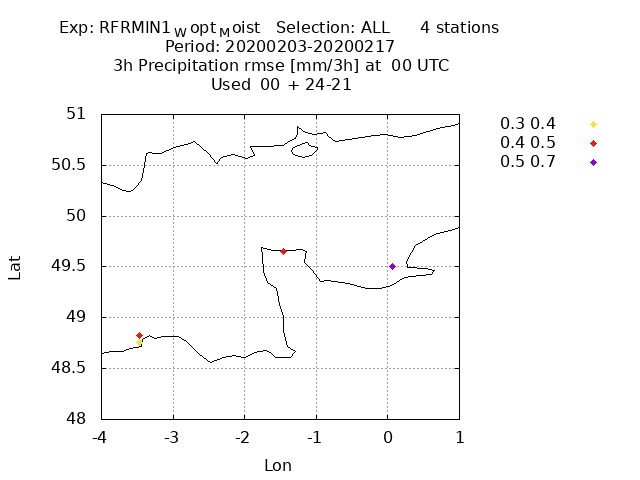 Exp: RFRMIN1WoptMoist Selection: ALL 4 stations
Period: 20200203-20200217
3h Precipitation rmse [mm/3h] at 00 UTC
Used 00 + 24-21
0.3 0.4
0.4 0.5
0.5 0.7
51
50.5
50
49.5
49
48.5
48
Lat
-4 -3 -2 -1 0 1
Lon